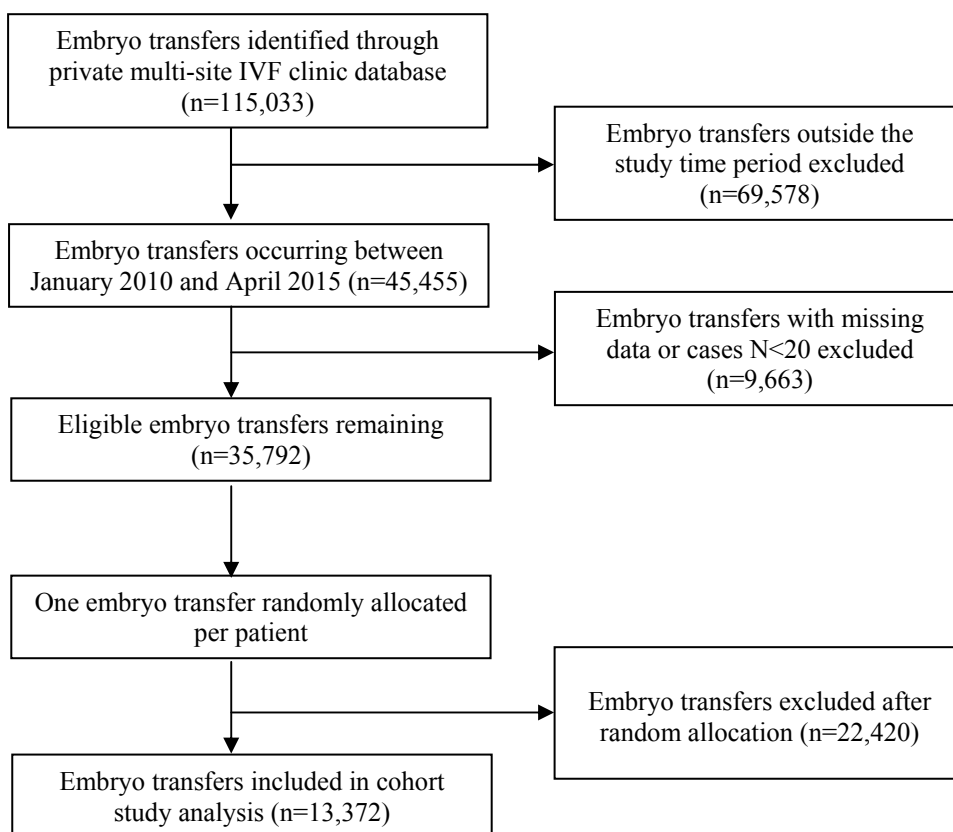 Embryo transfers identified through
private multi-site IVF clinic database
(n=115,033)
Embryo transfers outside the
study time period excluded
(n=69,578)
Embryo transfers occurring between
January 2010 and April 2015 (n=45,455)
Embryo transfers with missing
data or cases N<20 excluded
(n=9,663)
Eligible embryo transfers remaining
(n=35,792)
One embryo transfer randomly allocated
per patient
Embryo transfers excluded after
random allocation (n=22,420)
Embryo transfers included in cohort
study analysis (n=13,372)